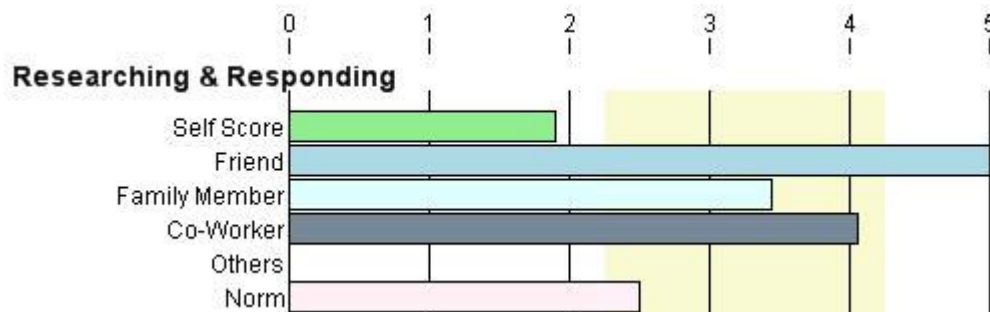 0 1 2 3 4 5
Researching & Responding
Self Score
Friend
Family Member
Co-Worker
Others
Norm